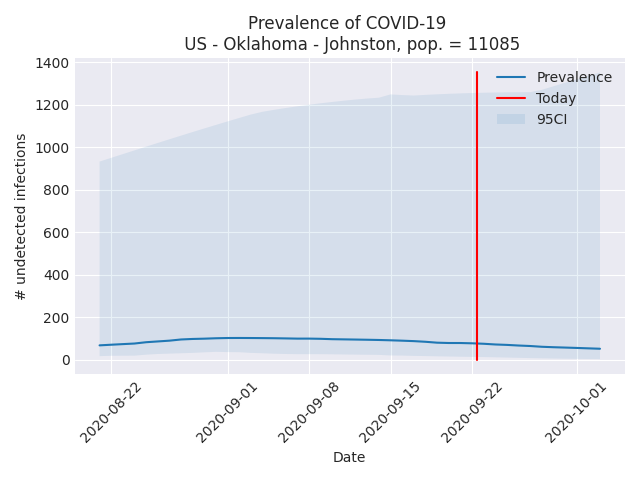 Prevalence of COVID-19
US - Oklahoma - Johnston, pop. = 11085
1400
1200
1000
800
600
400
200
0
# undetected infections
Prevalence
Today
95CI
2020-08-22
2020-09-01
2020-09-08
2020-09-15
2020-09-22
2020-10-01
Date